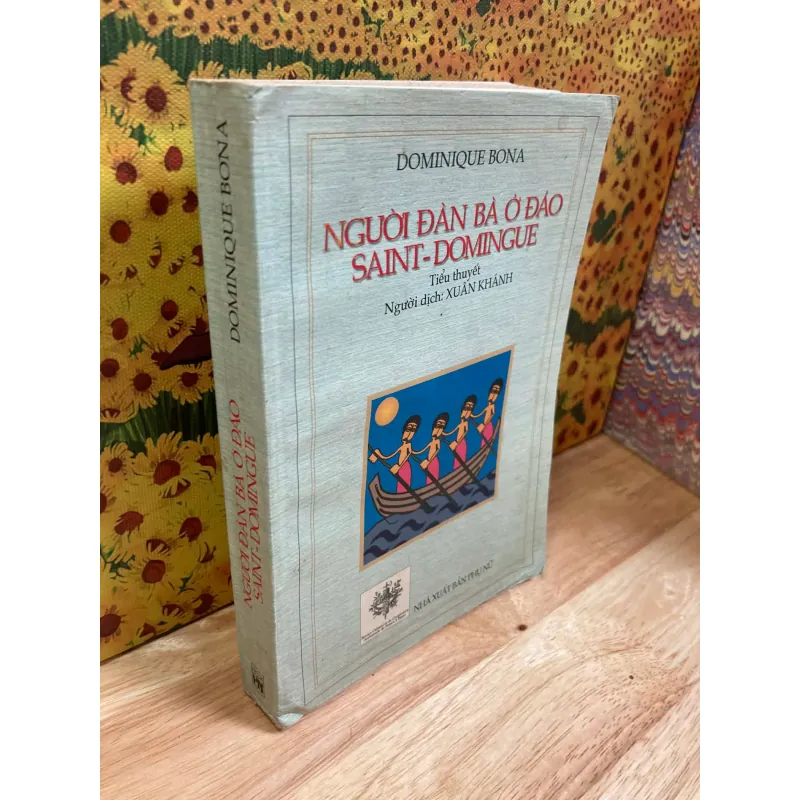 DOMINIQUE BONA
NGƯỜI ĐÀN BÀ Ở ĐẢO
SAINT-DOMINGUE
Tiểu thuyết
Người dịch: XUÂN KHÁNH
NHÀ XUẤT BẢN PHỤ NỮ
DOMINIQUE BONA
NGƯỜI ĐÀN BÀ Ở ĐẢO
SAINT-DOMINGUE